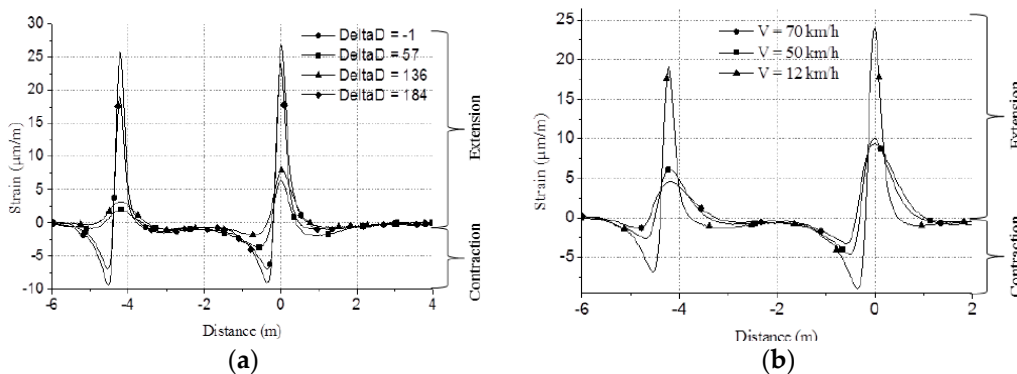 30
25
20
15
10
5
0
-5
-10
-6
-4
-2
0
2
4
Strain (µm/m)
Distance (m)
DeltaD = -1
DeltaD = 57
DeltaD = 136
DeltaD = 184
Extension
Contraction
(a)
25
20
15
10
5
0
-5
-6
-4
-2
0
2
Strain (µm/m)
Distance (m)
V = 70 km/h
V = 50 km/h
V = 12 km/h
Extension
Contraction
(b)